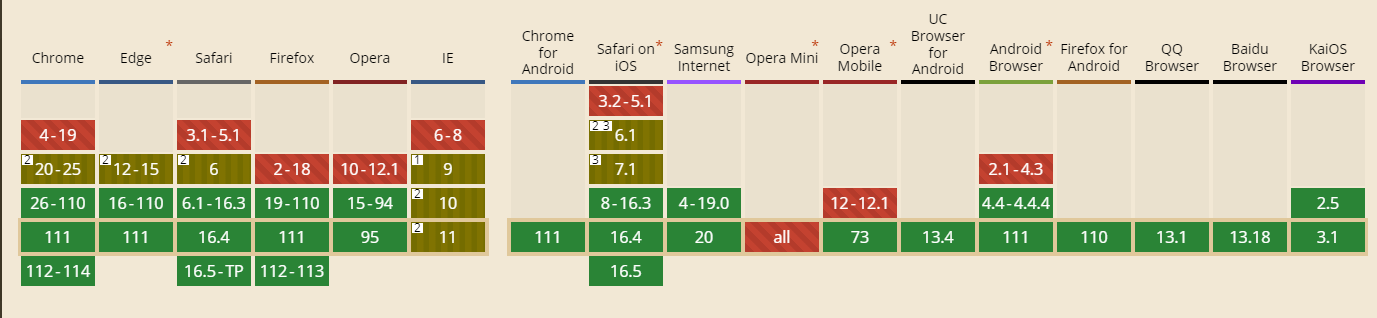 UC
Chrome Browser
* for Safari on * Samsung * Opera * for Android * Firefox for QQ Baidu KaiOS
Chrome Edge Safari Firefox Opera IE Android iOS Internet Opera Mini Mobile Android Browser Android Browser Browser Browser
3.2-5.1
4-19 3.1-5.1 6-8 2 3 6.1
2 20-25 2 12-15 2 6 2-18 10-12.1 1 9 3 7.1 2.1-4.3
26-110 16-110 6.1-16.3 19-110 15-94 2 10 8-16.3 4-19.0 12-12.1 4.4-4.4.4 2.5
111 111 16.4 111 95 2 11 111 16.4 20 all 73 13.4 111 110 13.1 13.18 3.1
112-114 16.5-TP 112-113 16.5